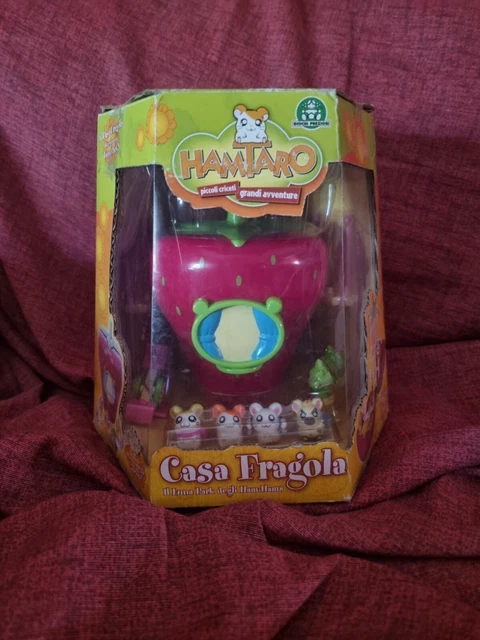 GIOCHI PREZIOSI
HAMTARO
piccoli criceti grandi avventure
Casa Fragola
Il Luna Park degli Ham-Hams